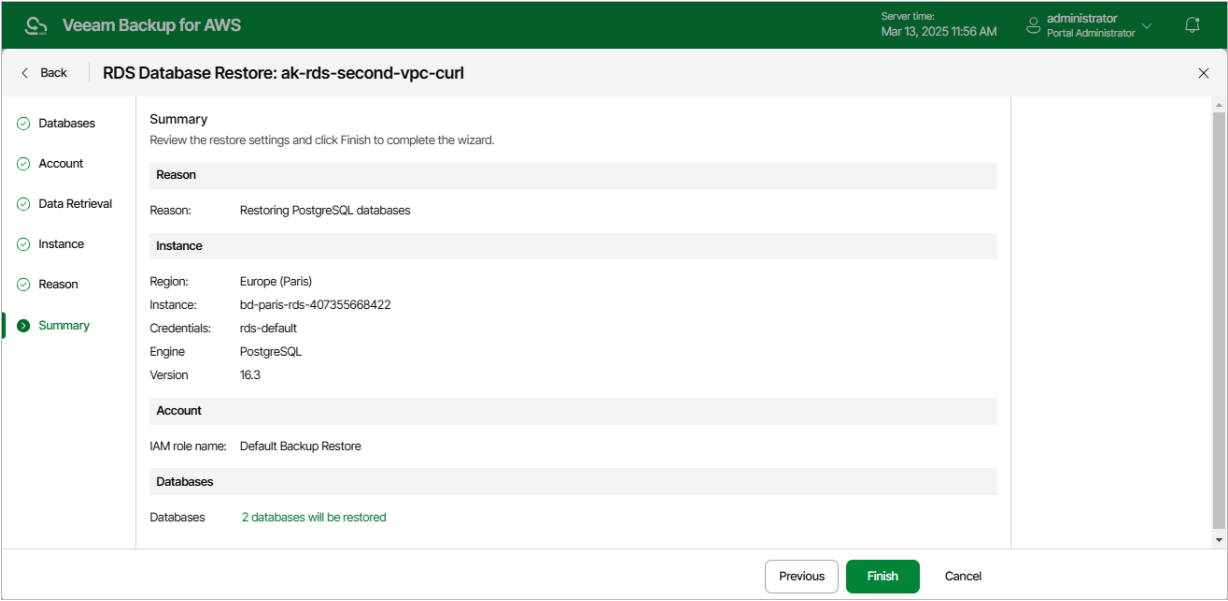 Veeam Backup for AWS
Server time:
Mar 13, 2025 11:56 AM
administrator
Portal Administrator
Back
RDS Database Restore: ak-rds-second-vpc-curl
Databases
Account
Data Retrieval
Instance
Reason
Summary
Summary
Review the restore settings and click Finish to complete the wizard.
Reason
Reason: Restoring PostgreSQL databases
Instance
Region: Europe (Paris)
Instance: bd-paris-rds-407355668422
Credentials: rds-default
Engine PostgreSQL
Version 16.3
Account
IAM role name: Default Backup Restore
Databases
Databases 2 databases will be restored
Previous Finish Cancel